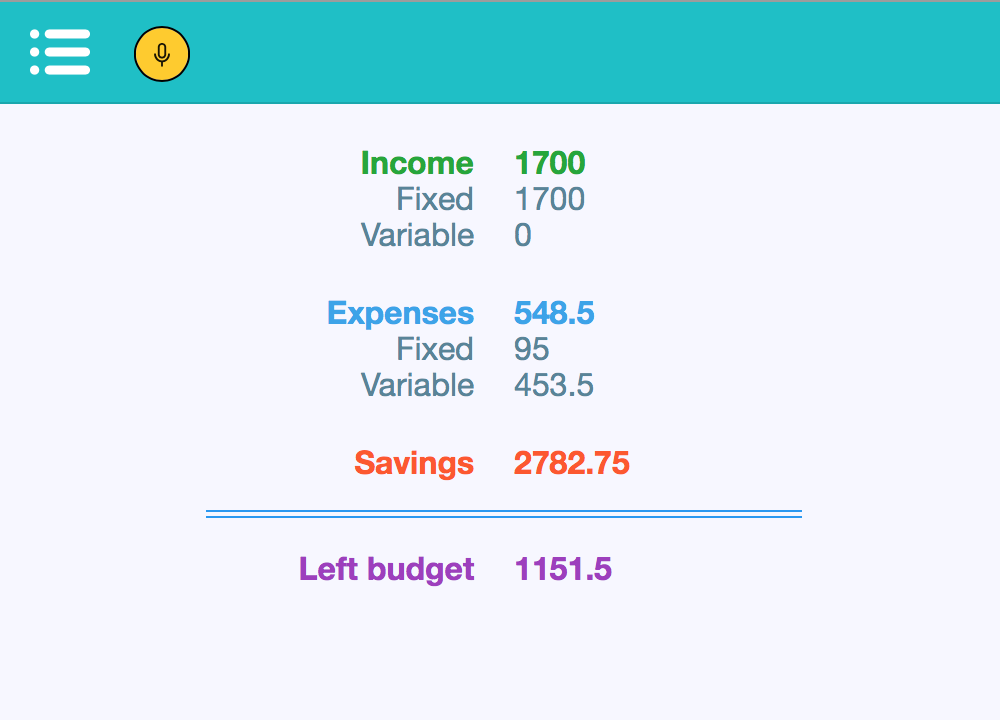 Income 1700
Fixed 1700
Variable 0
Expenses 548.5
Fixed 95
Variable 453.5
Savings 2782.75
Left budget 1151.5